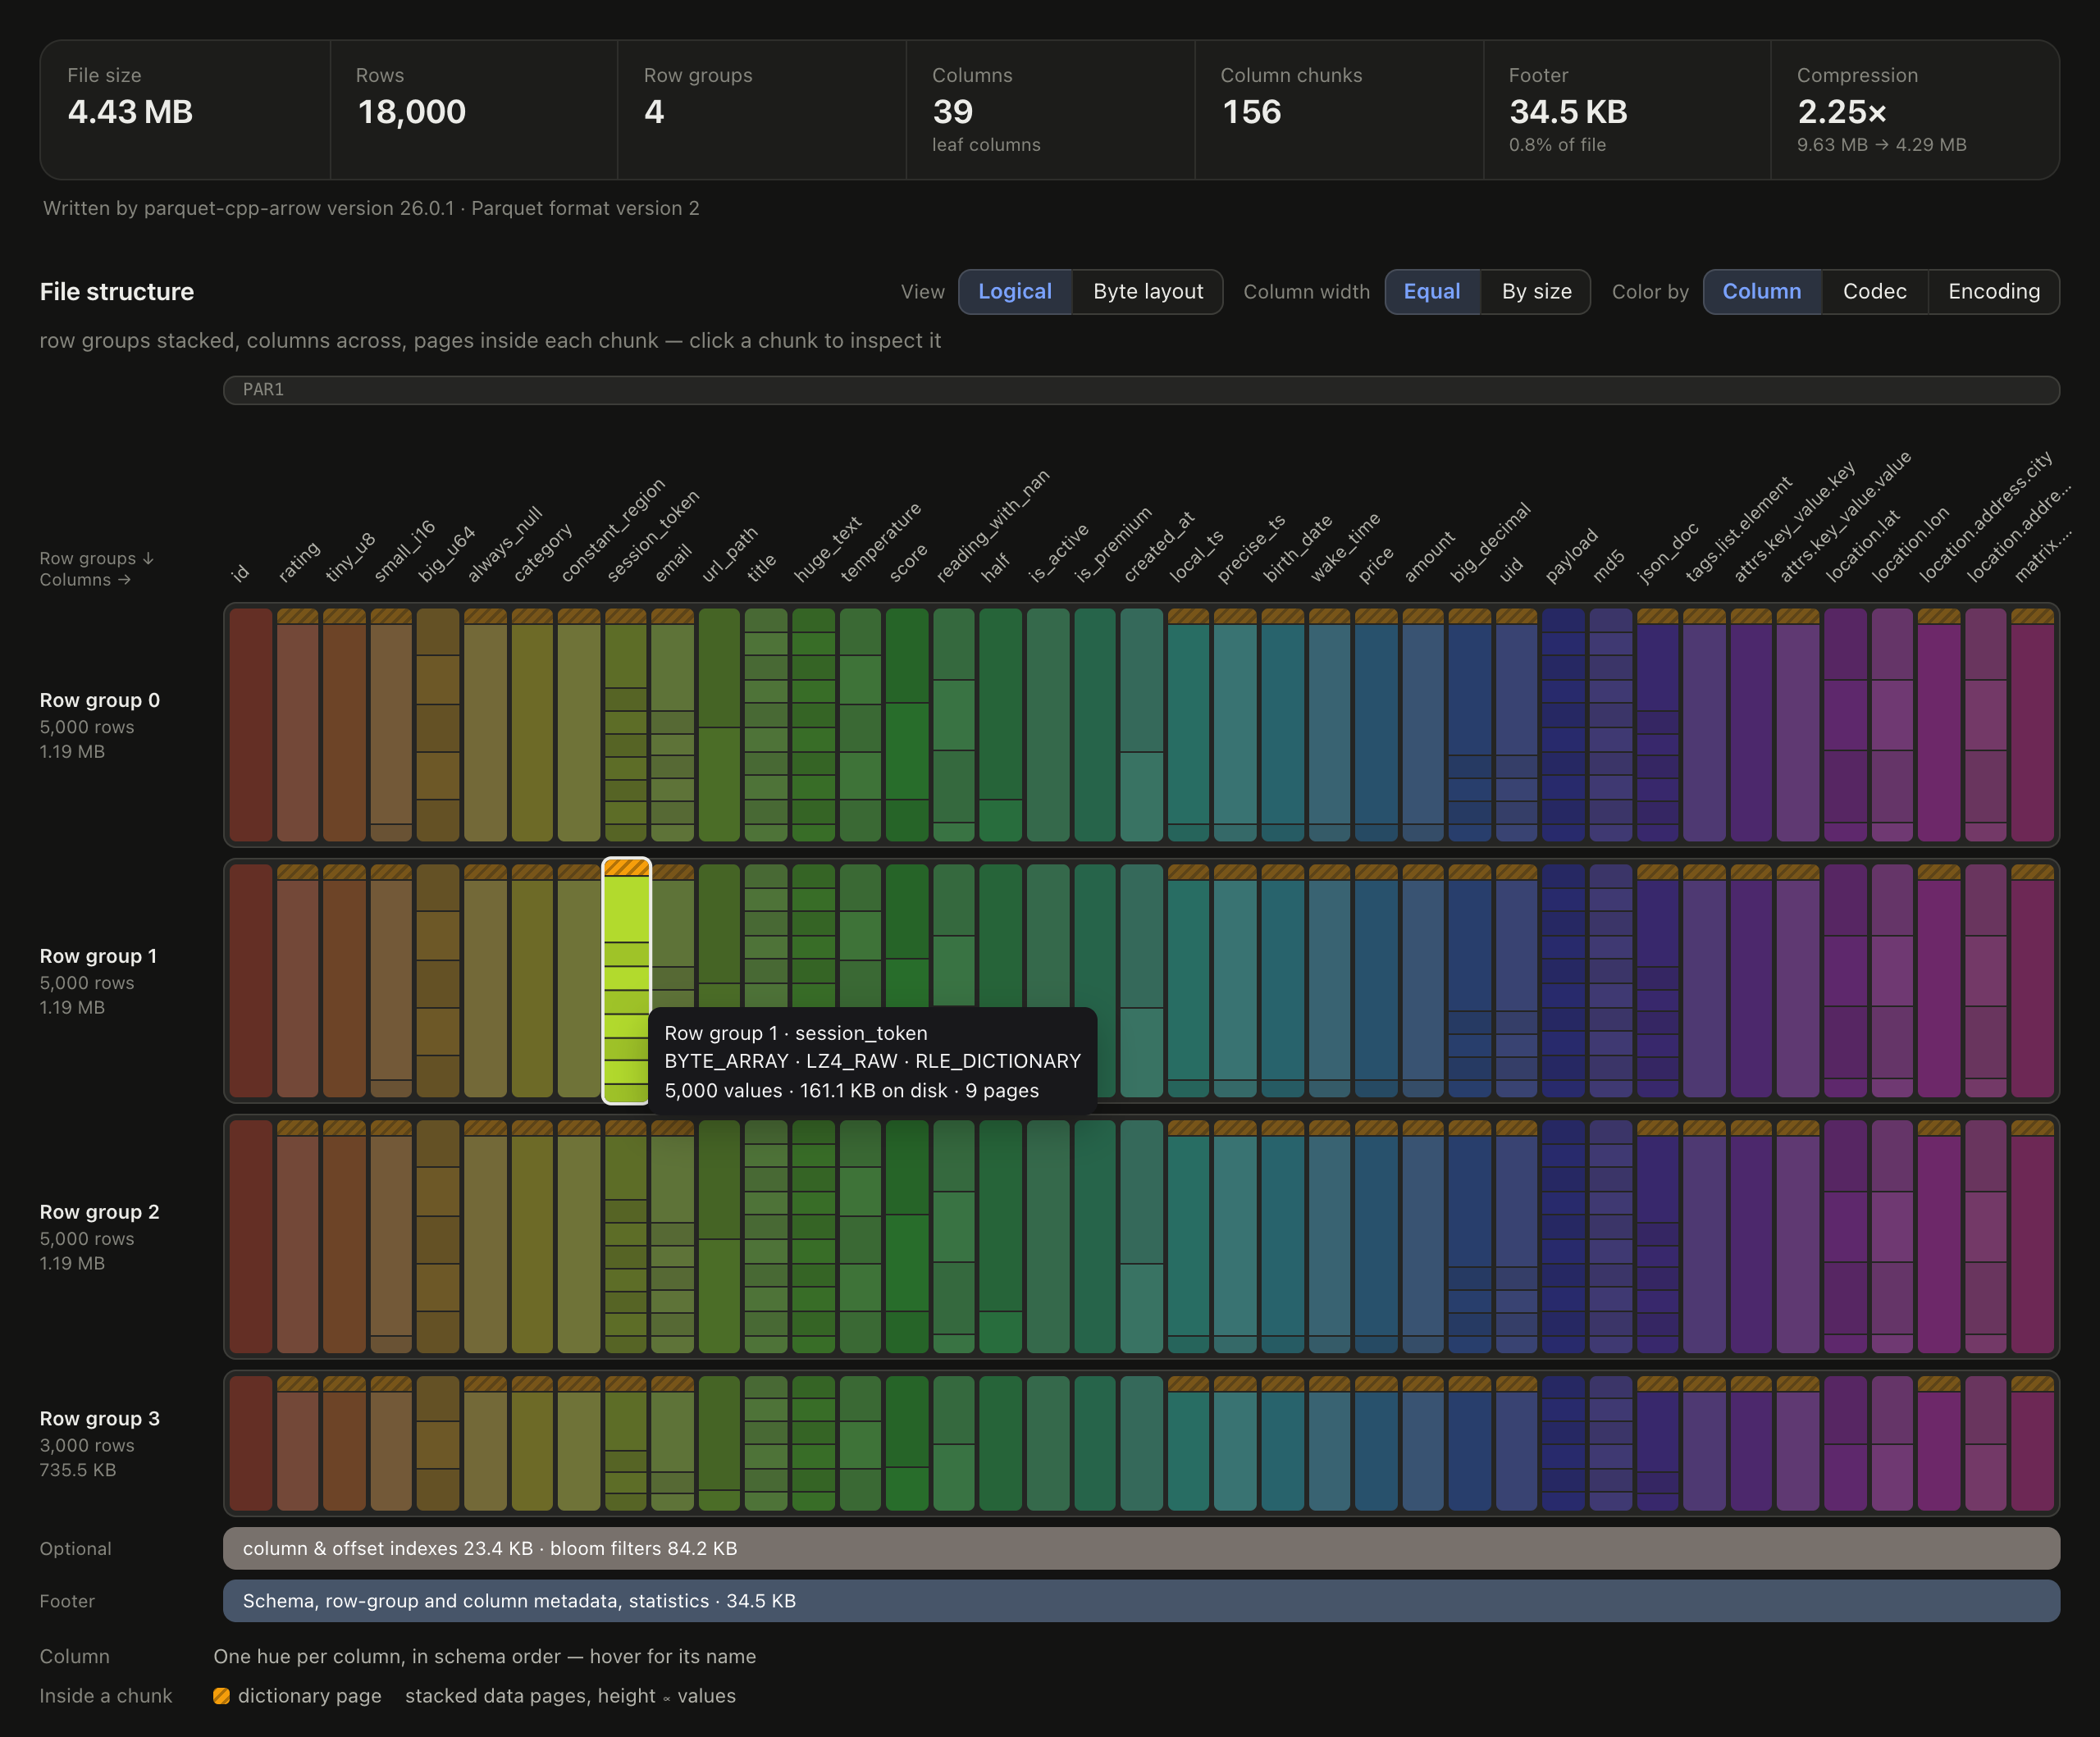 File size
4.43 MB
Rows
18,000
Row groups
4
Columns
39
leaf columns
Column chunks
156
Footer
34.5 KB
0.8% of file
Compression
2.25×
9.63 MB → 4.29 MB
Written by parquet-cpp-arrow version 26.0.1 · Parquet format version 2
File structure
View
Logical
Byte layout
Column width
Equal
By size
Color by
Column
Codec
Encoding
row groups stacked, columns across, pages inside each chunk — click a chunk to inspect it
PAR1
Row groups ↓
Columns →
id
rating
tiny_u8
small_i16
big_u64
always_null
category
constant_region
session_token
email
url_path
title
huge_text
temperature
score
reading_with_nan
half
is_active
is_premium
created_at
local_ts
precise_ts
birth_date
wake_time
price
amount
big_decimal
uid
payload
md5
json_doc
tags.list.element
attrs.key_value.key
attrs.key_value.value
location.lat
location.lon
location.address.city
location.addre…
matrix.…
Row group 0
5,000 rows
1.19 MB
Row group 1
5,000 rows
1.19 MB
Row group 1 · session_token
BYTE_ARRAY · LZ4_RAW · RLE_DICTIONARY
5,000 values · 161.1 KB on disk · 9 pages
Row group 2
5,000 rows
1.19 MB
Row group 3
3,000 rows
735.5 KB
Optional
column & offset indexes 23.4 KB · bloom filters 84.2 KB
Footer
Schema, row-group and column metadata, statistics · 34.5 KB
Column
One hue per column, in schema order — hover for its name
Inside a chunk
dictionary page
stacked data pages, height ∝ values